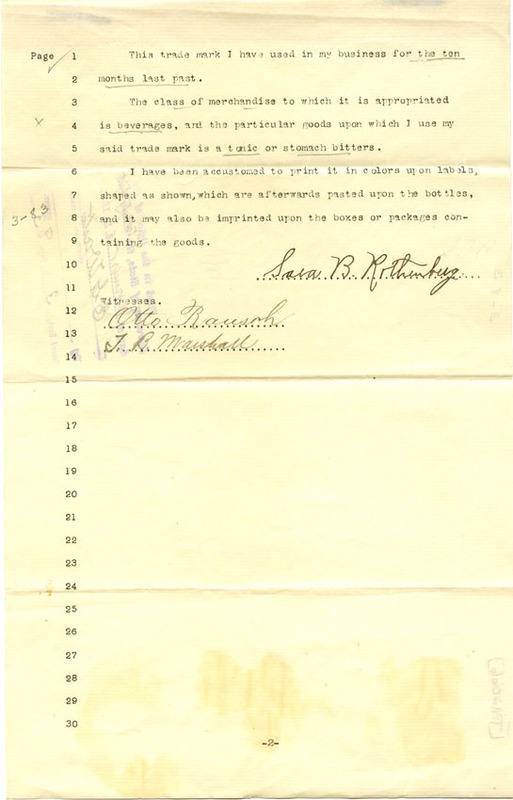 Page 1 This trade mark I have used in my business for the ten
2 months last past.
3 The class of merchandise to which it is appropriated
4 is beverages, and the particular goods upon which I use my
5 said trade mark is a tonic or stomach bitters.
6 I have been accustomed to print it in colors upon labels,
7 shaped as shown,which are afterwards pasted upon the bottles,
3-83 8 and it may also be imprinted upon the boxes or packages con-
9 taining the goods.
10 Sara B. Rothenberg
11 Witnesses.
12 Otto Rausch
13 J. B. Marshall
14
15
16
17
18
19
20
21
22
23
24
25
26
27
28
29
30
-2-